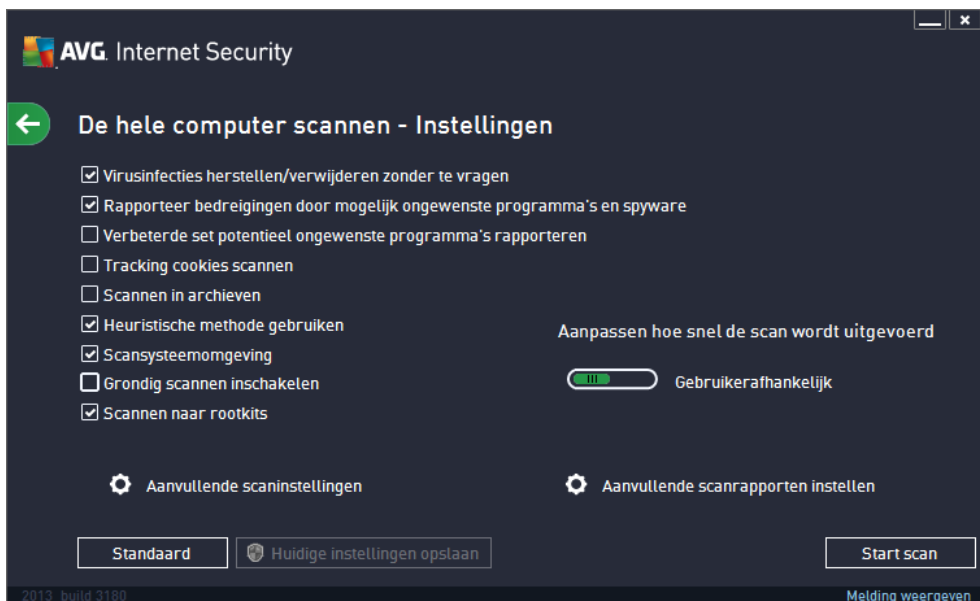 AVG. Internet Security
De hele computer scannen - Instellingen
Virusinfecties herstellen/verwijderen zonder te vragen
Rapporteer bedreigingen door mogelijk ongewenste programma's en spyware
Verbeterde set potentieel ongewenste programma's rapporteren
Tracking cookies scannen
Scannen in archieven
Heuristische methode gebruiken
Scansysteemomgeving
Grondig scannen inschakelen
Scannen naar rootkits
Aanpassen hoe snel de scan wordt uitgevoerd
Gebruikerafhankelijk
Aanvullende scaninstellingen
Aanvullende scanrapporten instellen
Standaard
Huidige instellingen opslaan
Start scan
2013 build 3180
Melding weergeven